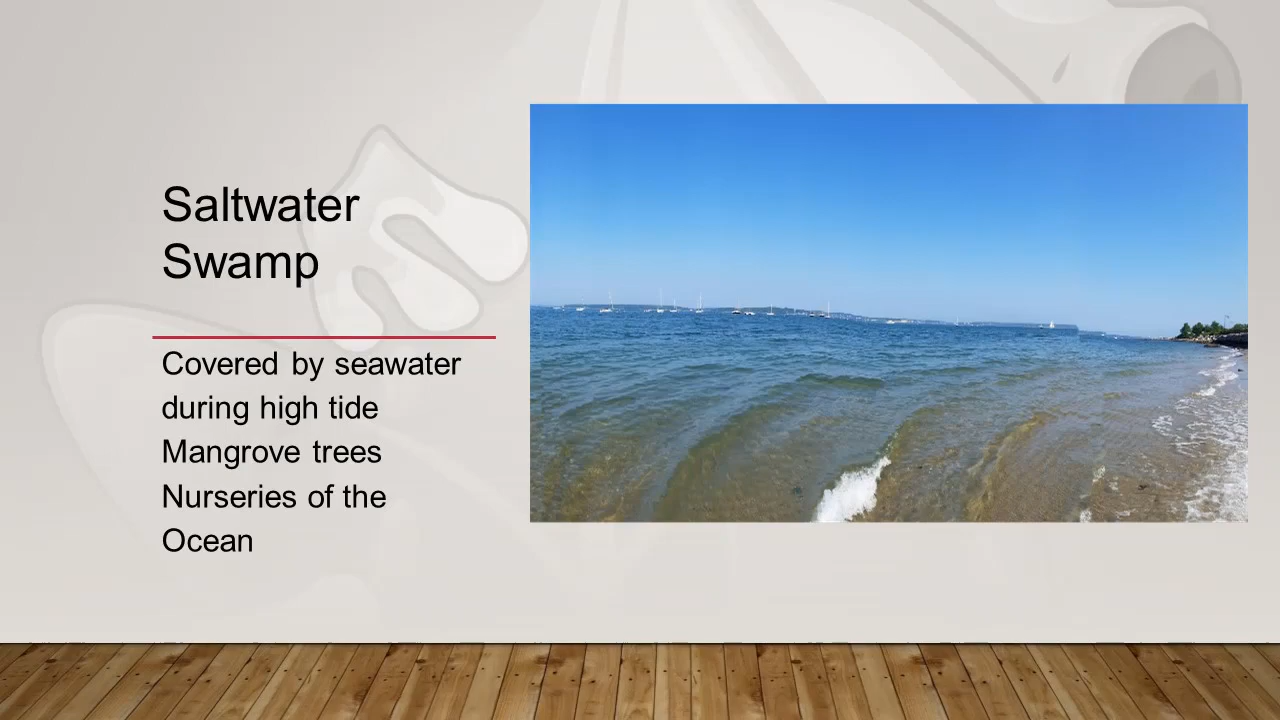 Saltwater
Swamp
Covered by seawater
during high tide
Mangrove trees
Nurseries of the
Ocean